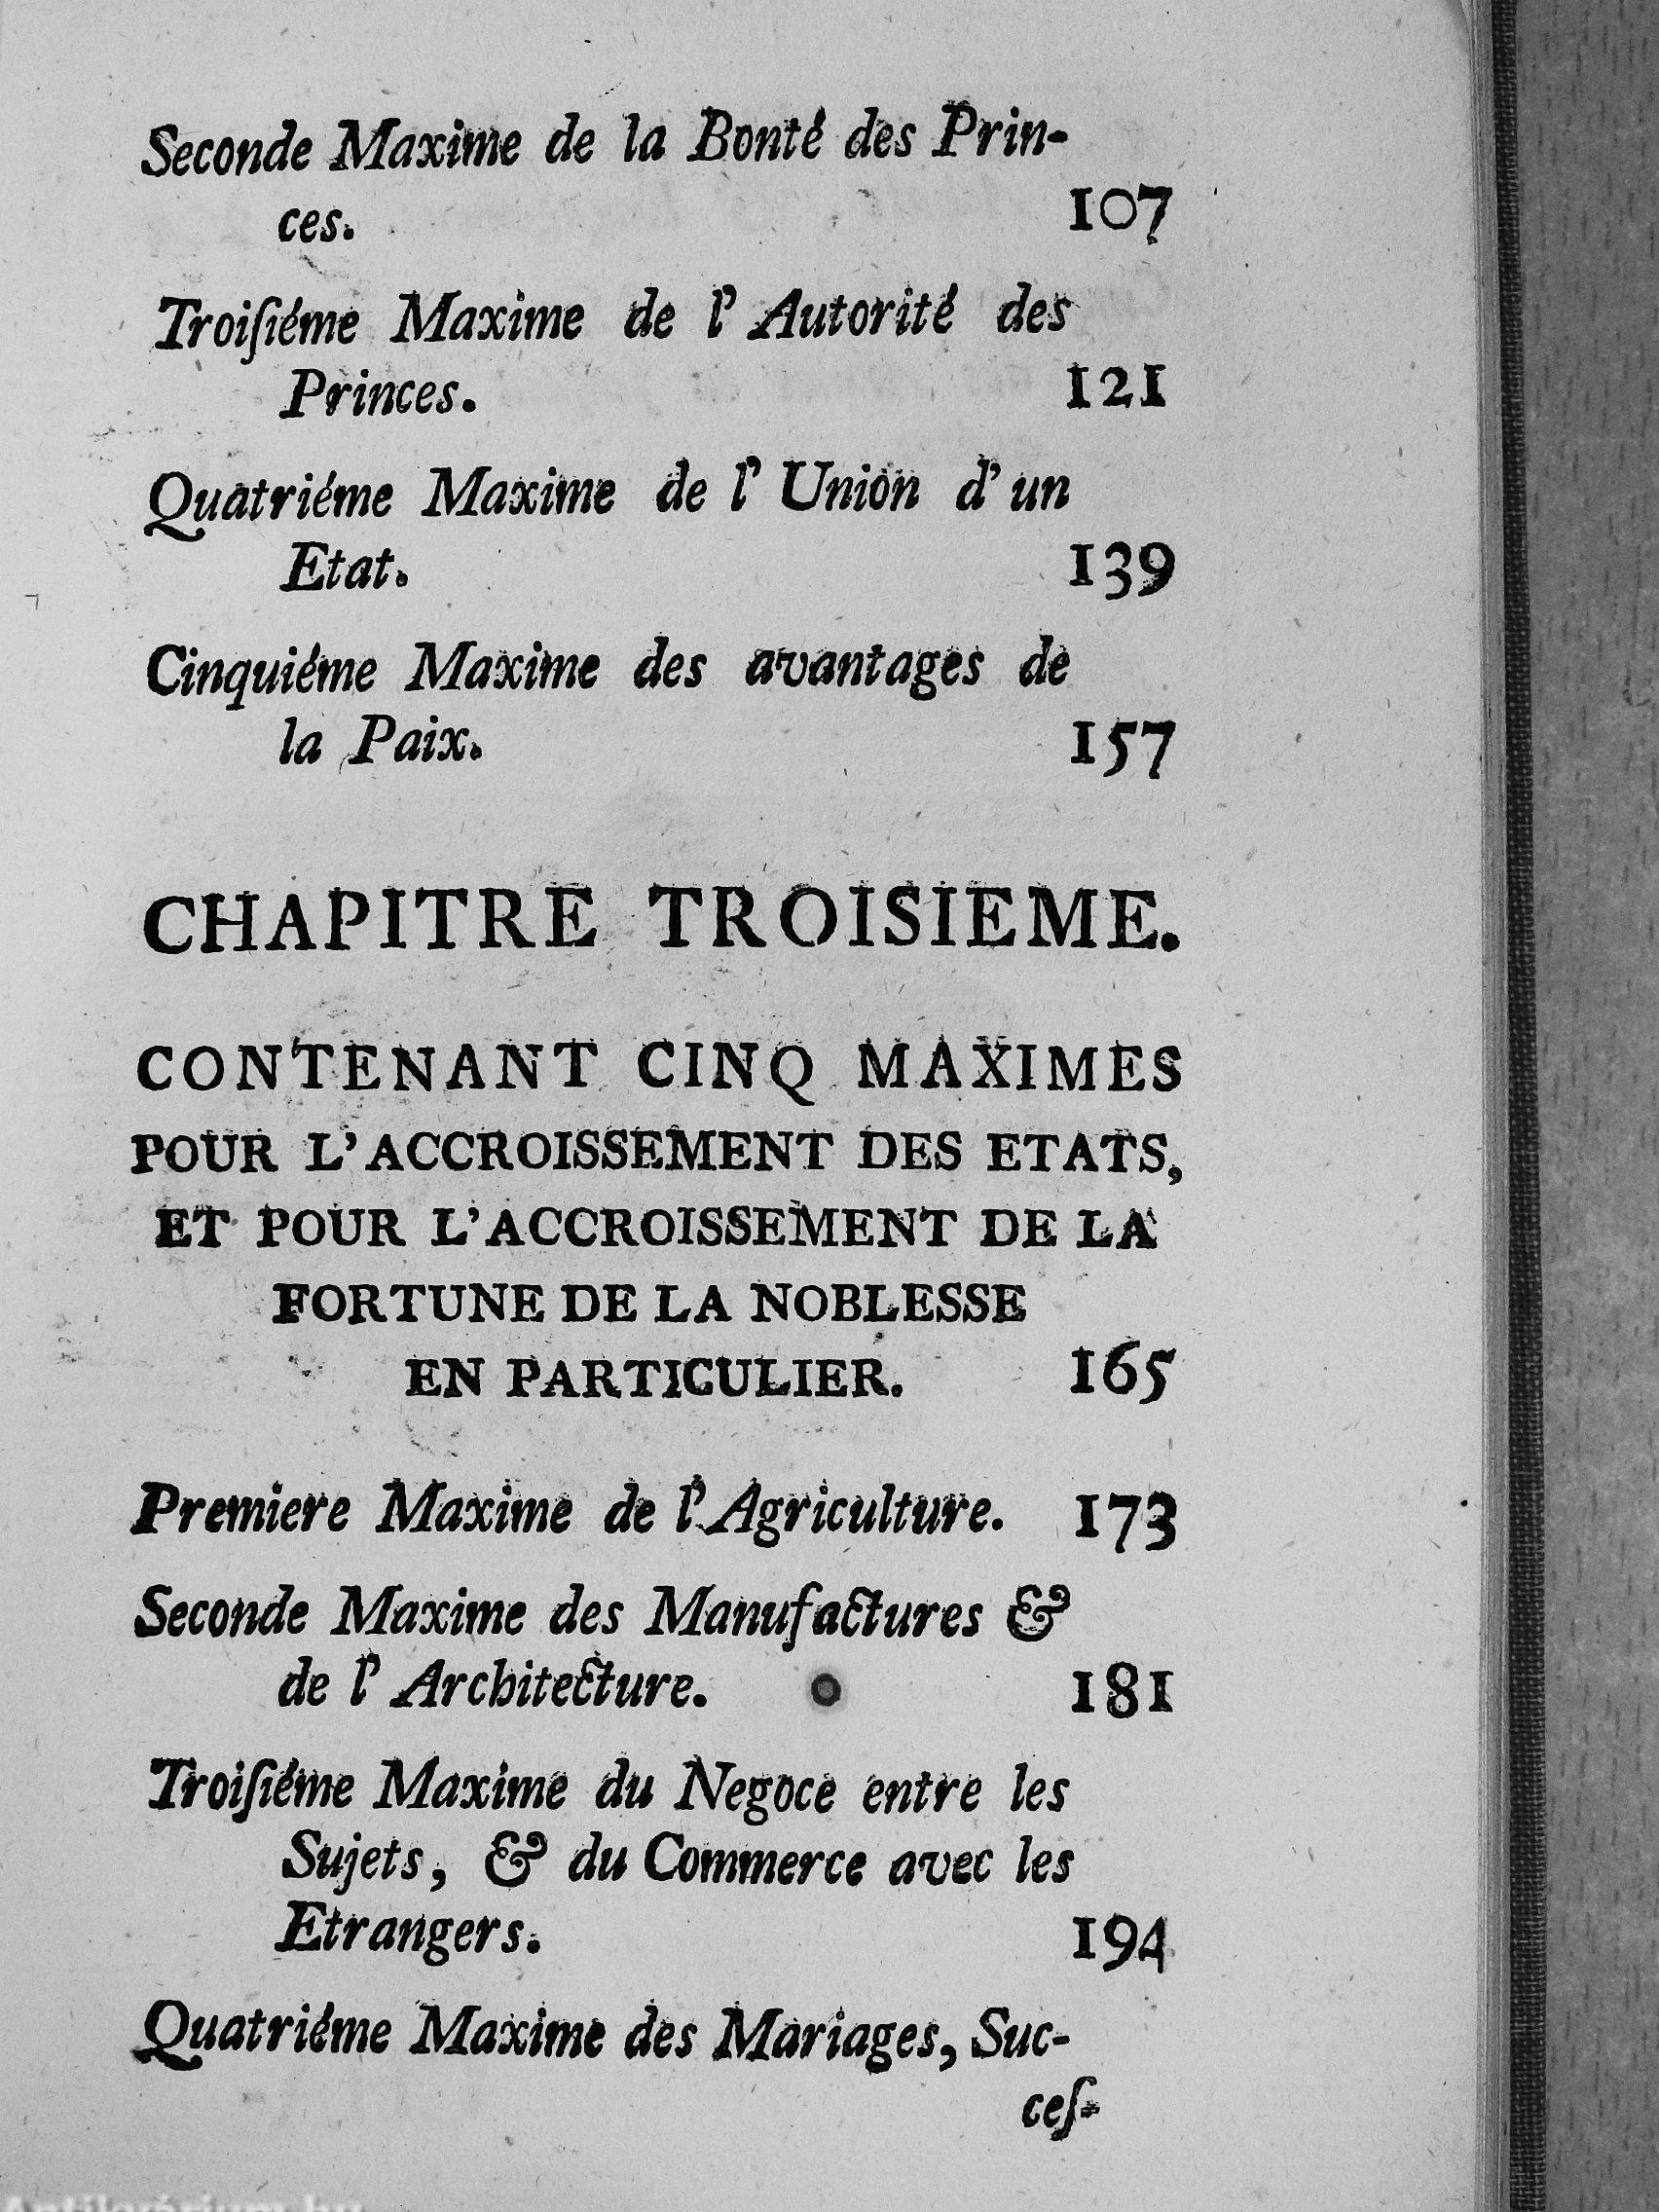 Seconde Maxime de la Bonté des Prin-
ces. 107
Troiſiéme Maxime de l' Autorité des
Princes. 121
Quatriéme Maxime de l' Union d' un
Etat. 139
Cinquiéme Maxime des avantages de
la Paix. 157
CHAPITRE TROISIEME.
CONTENANT CINQ MAXIMES
POUR L'ACCROISSEMENT DES ETATS,
ET POUR L'ACCROISSEMENT DE LA
FORTUNE DE LA NOBLESSE
EN PARTICULIER. 165
Premiere Maxime de l' Agriculture. 173
Seconde Maxime des Manufactures &
de l' Architecture. 181
Troiſiéme Maxime du Negoce entre les
Sujets, & du Commerce avec les
Etrangers. 194
Quatriéme Maxime des Mariages, Suc-
ceſ-